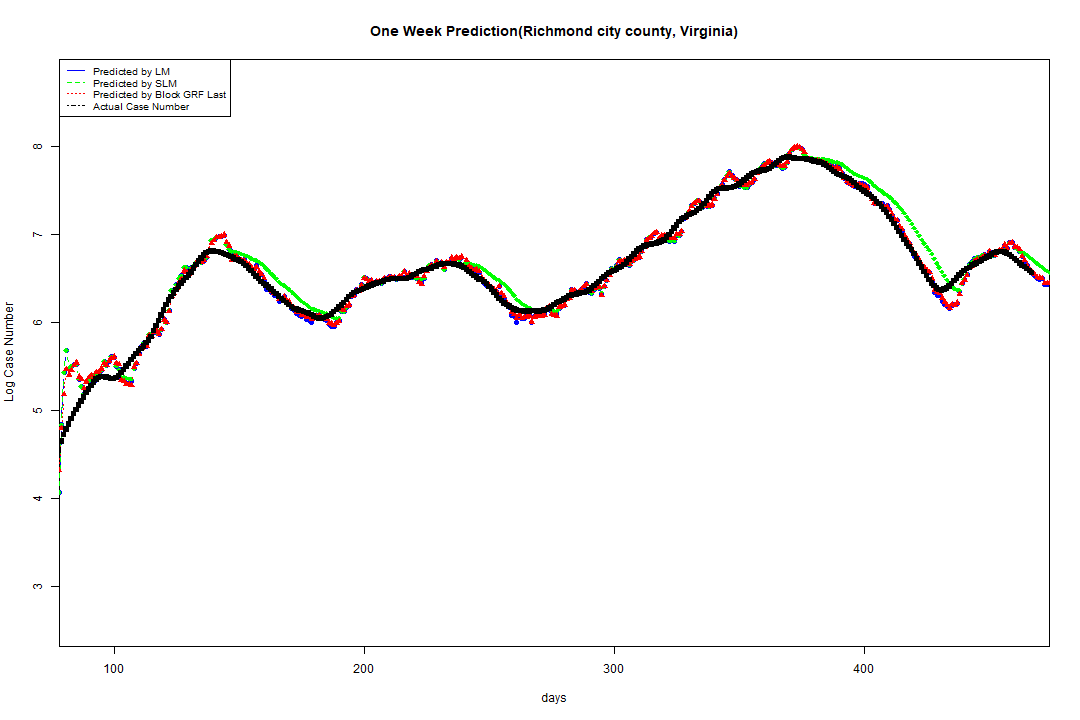 One Week Prediction(Richmond city county, Virginia)
Predicted by LM
Predicted by SLM
Predicted by Block GRF Last
Actual Case Number
8
7
6
5
4
3
Log Case Number
100 200 300 400
days